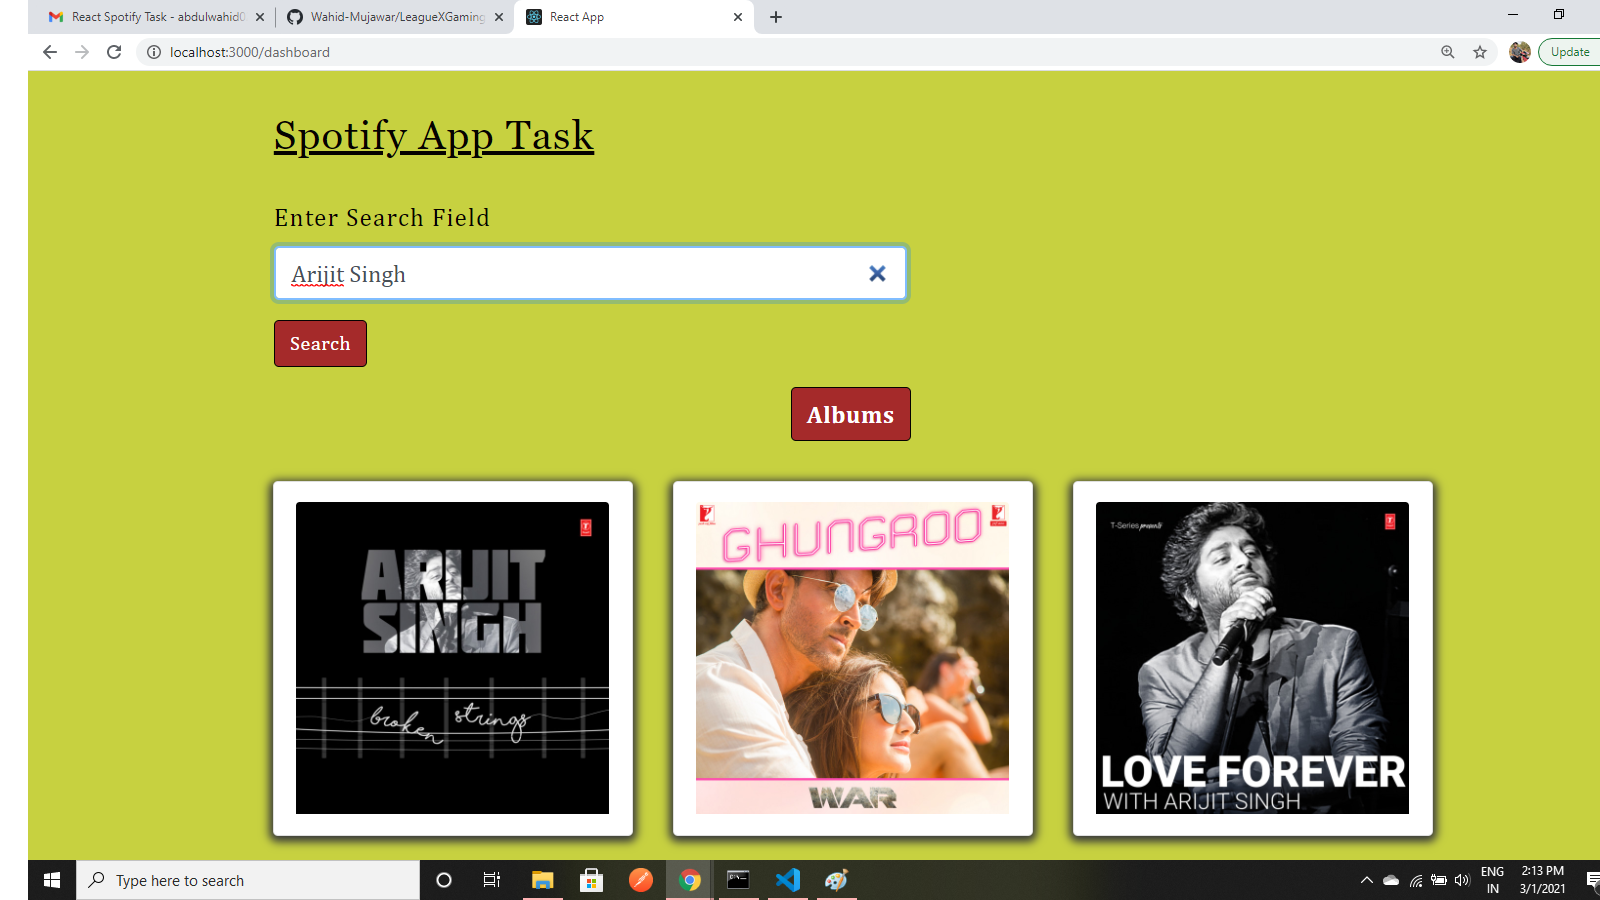 React Spotify Task - abdulwahid0
Wahid-Mujawar/LeagueXGaming
React App
localhost:3000/dashboard
Update
Spotify App Task
Enter Search Field
Arijit Singh
Search
Albums
ARIJIT
SINGH
broken strings
GHUNGROO
WAR
T-Series presents
LOVE FOREVER
WITH ARIJIT SINGH
Type here to search
ENG
IN
2:13 PM
3/1/2021